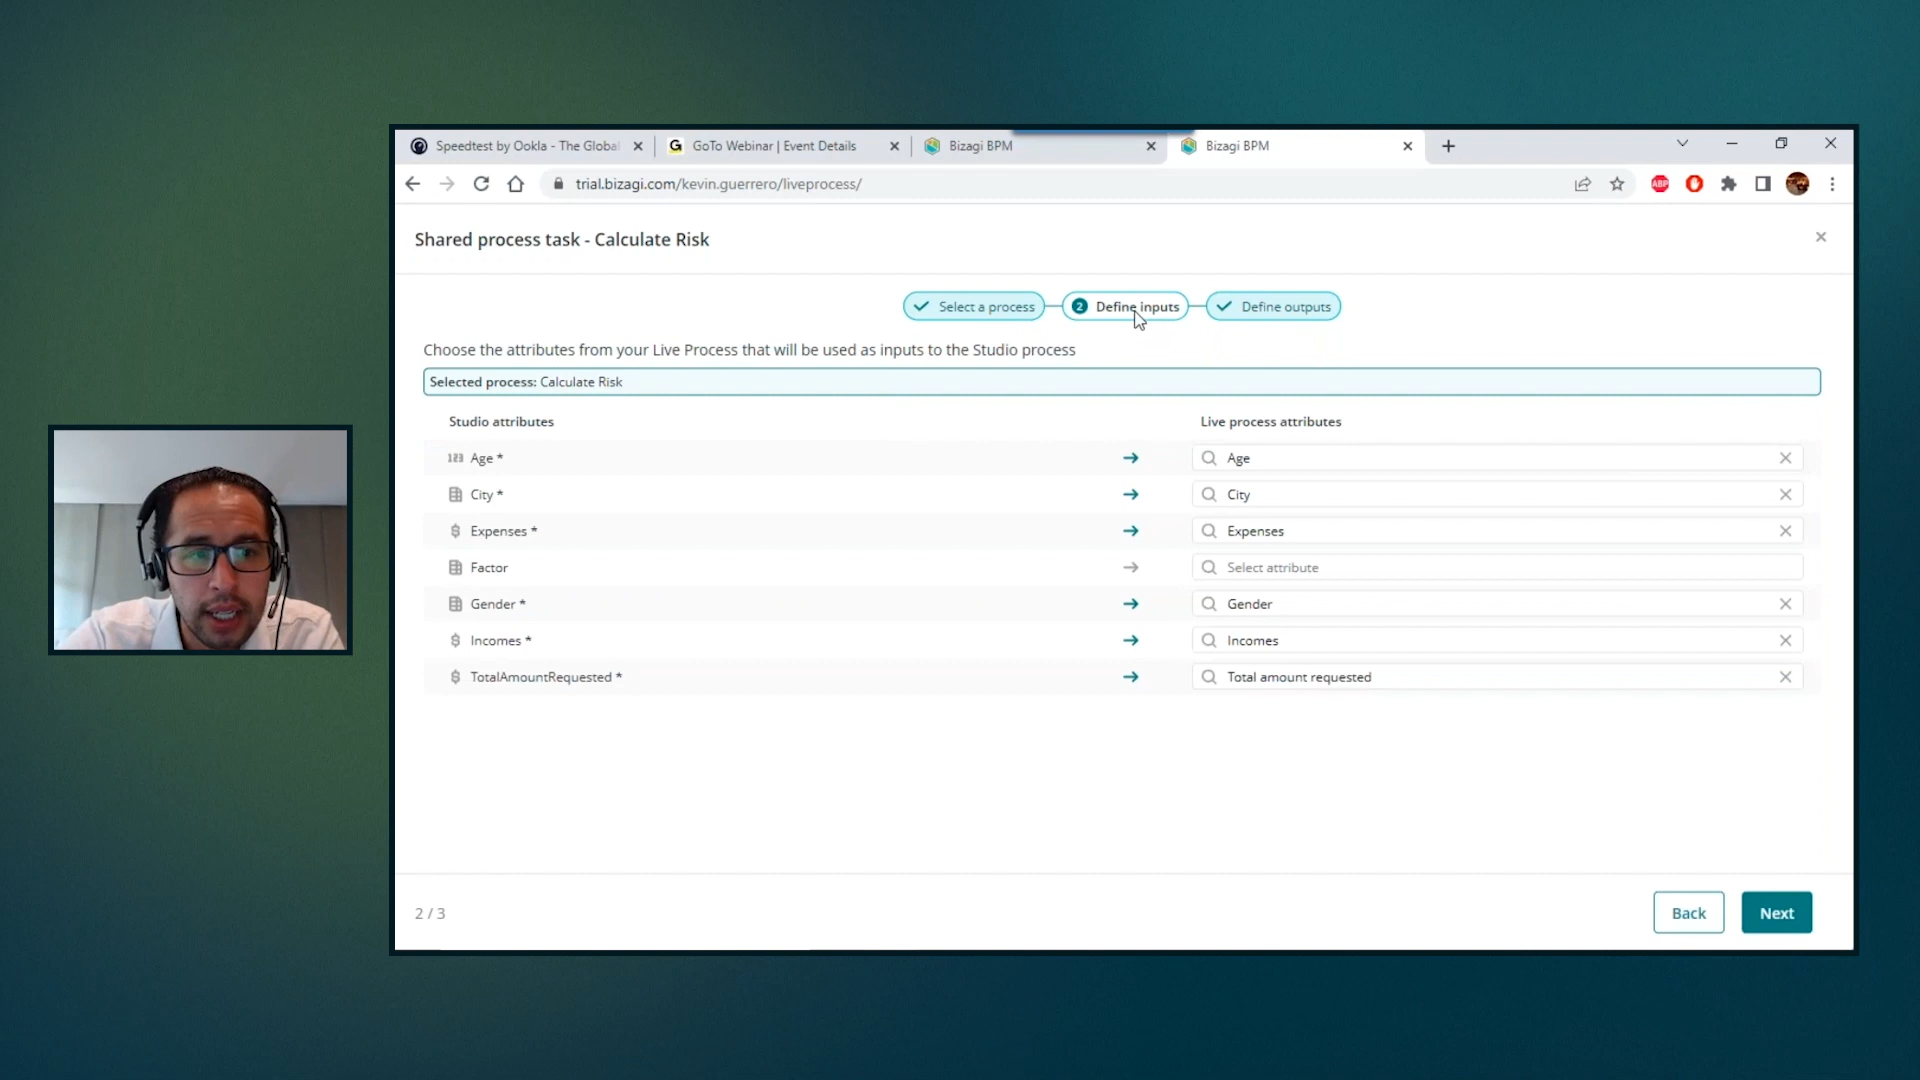 Speedtest by Ookla - The Global
GoTo Webinar | Event Details
Bizagi BPM
Bizagi BPM
trial.bizagi.com/kevin.guerrero/liveprocess/
ABP
Shared process task - Calculate Risk
Select a process
2 Define inputs
Define outputs
Choose the attributes from your Live Process that will be used as inputs to the Studio process
Selected process: Calculate Risk
Studio attributes
Live process attributes
123 Age *
Age
City *
City
$ Expenses *
Expenses
Factor
Select attribute
Gender *
Gender
$ Incomes *
Incomes
$ TotalAmountRequested *
Total amount requested
2 / 3
Back
Next